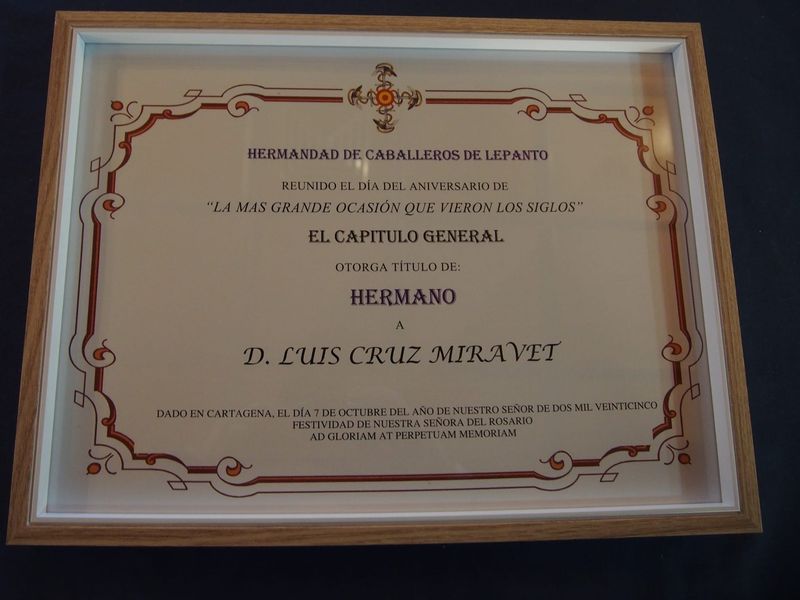 HERMANDAD DE CABALLEROS DE LEPANTO
REUNIDO EL DÍA DEL ANIVERSARIO DE
“LA MAS GRANDE OCASIÓN QUE VIERON LOS SIGLOS”
EL CAPITULO GENERAL
OTORGA TÍTULO DE:
HERMANO
A
D. LUIS CRUZ MIRAVET
DADO EN CARTAGENA, EL DÍA 7 DE OCTUBRE DEL AÑO DE NUESTRO SEÑOR DE DOS MIL VEINTICINCO
FESTIVIDAD DE NUESTRA SEÑORA DEL ROSARIO
AD GLORIAM AT PERPETUAM MEMORIAM